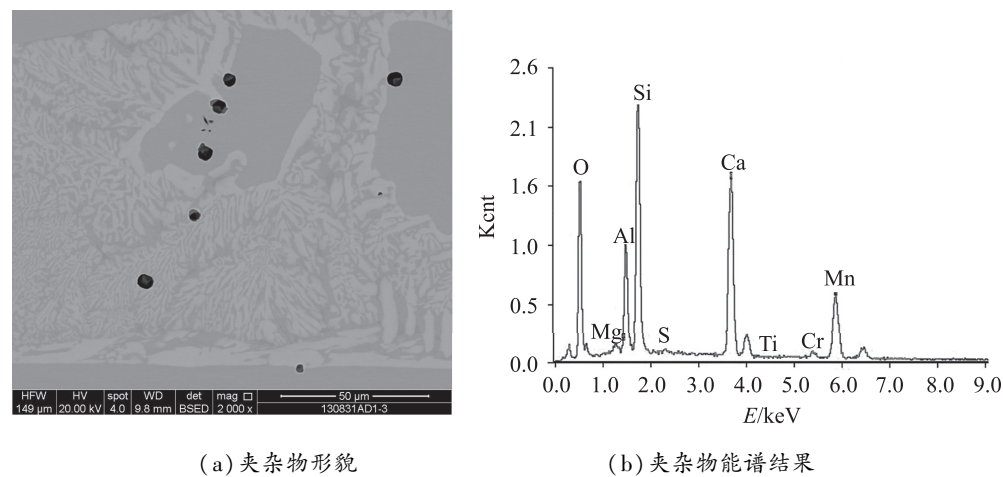 HFW HV spot WD det mag □ 50 μm
149 μm 20.00 kV 4.0 9.8 mm BSED 2 000 x 130831AD1-3
(a)夹杂物形貌
2.6
2.1
1.6
1.0
0.5
0.0
Kcnt
O
Mg
Al
Si
S
Ca
Ti
Cr
Mn
0.0 1.0 2.0 3.0 4.0 5.0 6.0 7.0 8.0 9.0
E/keV
(b)夹杂物能谱结果